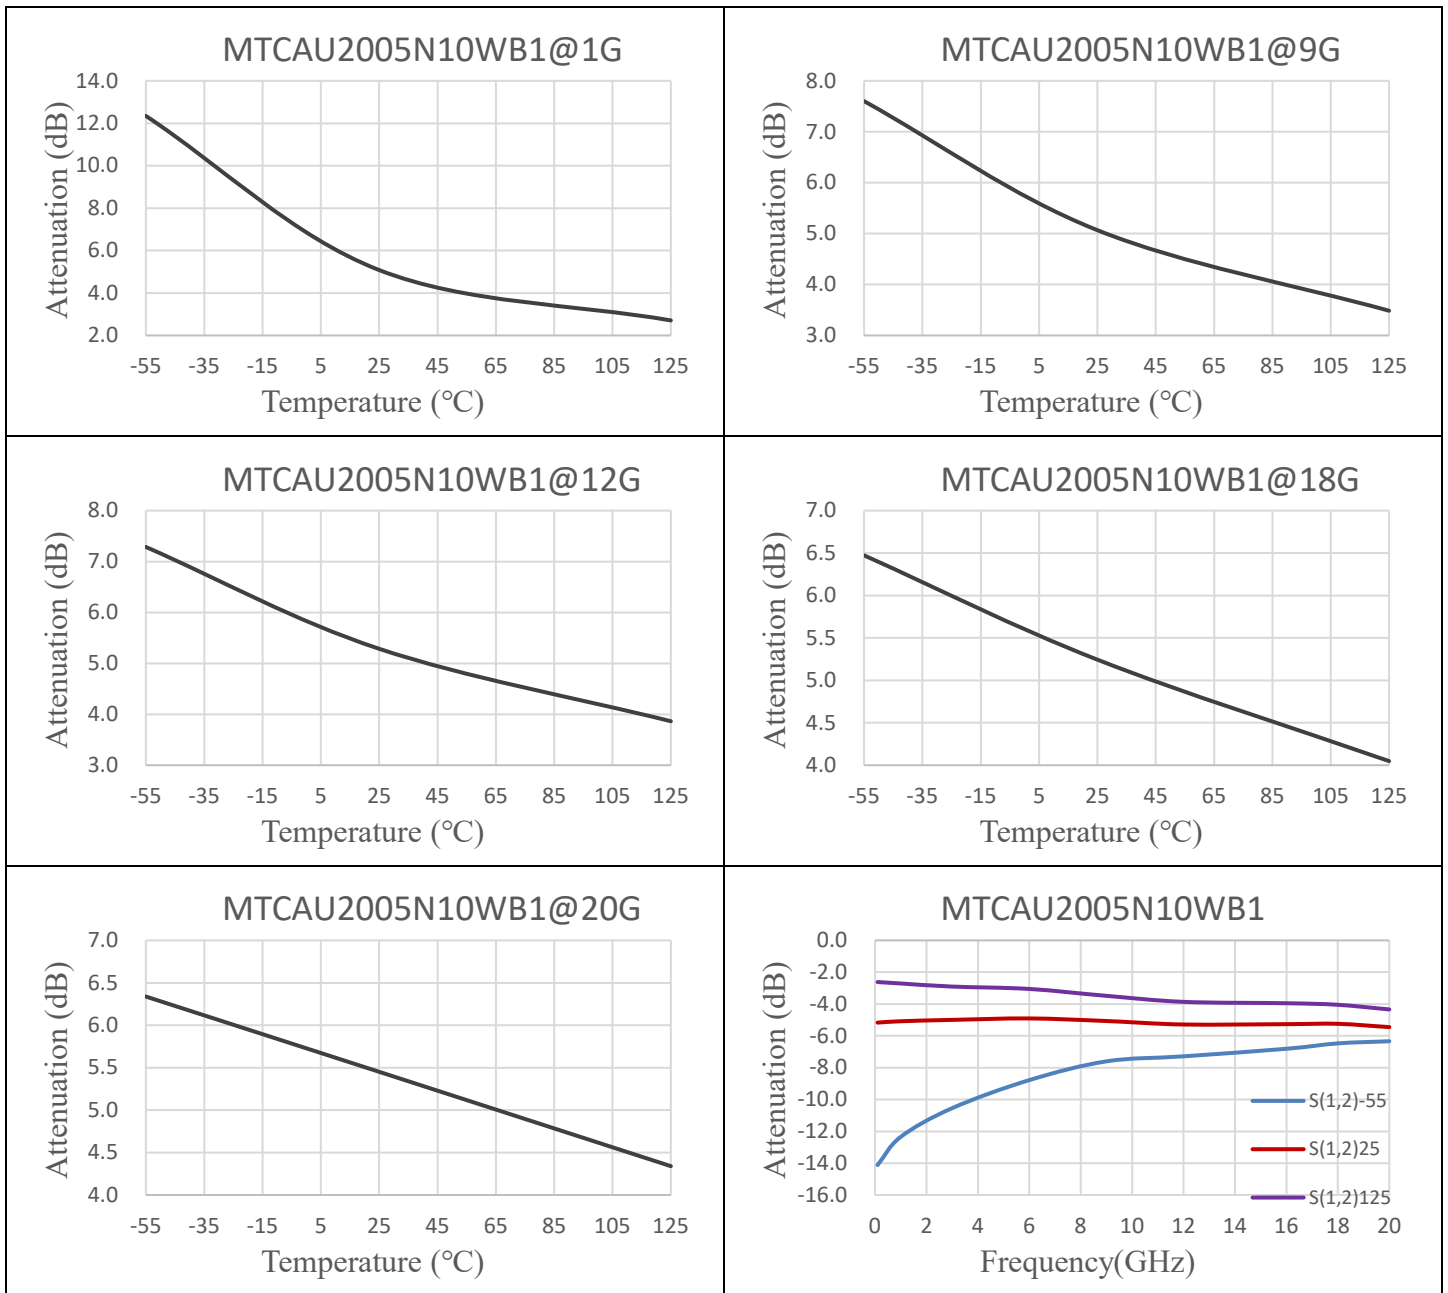 MTCAU2005N10WB1@1G
Attenuation (dB)
14.0
12.0
10.0
8.0
6.0
4.0
2.0
-55 -35 -15 5 25 45 65 85 105 125
Temperature (℃)
MTCAU2005N10WB1@9G
Attenuation (dB)
8.0
7.0
6.0
5.0
4.0
3.0
-55 -35 -15 5 25 45 65 85 105 125
Temperature (℃)
MTCAU2005N10WB1@12G
Attenuation (dB)
8.0
7.0
6.0
5.0
4.0
3.0
-55 -35 -15 5 25 45 65 85 105 125
Temperature (℃)
MTCAU2005N10WB1@18G
Attenuation (dB)
7.0
6.5
6.0
5.5
5.0
4.5
4.0
-55 -35 -15 5 25 45 65 85 105 125
Temperature (℃)
MTCAU2005N10WB1@20G
Attenuation (dB)
7.0
6.5
6.0
5.5
5.0
4.5
4.0
-55 -35 -15 5 25 45 65 85 105 125
Temperature (℃)
MTCAU2005N10WB1
Attenuation (dB)
0.0
-2.0
-4.0
-6.0
-8.0
-10.0
-12.0
-14.0
-16.0
S(1,2)-55
S(1,2)25
S(1,2)125
0 2 4 6 8 10 12 14 16 18 20
Frequency(GHz)